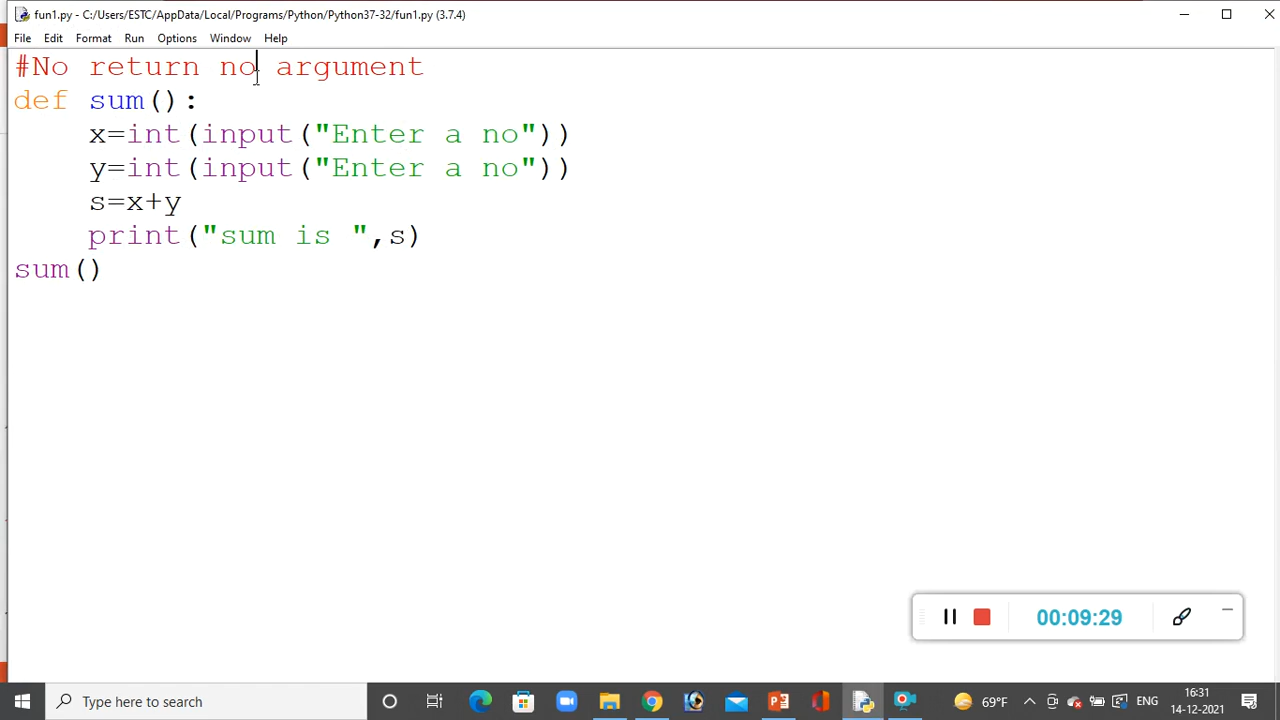 fun1.py - C:/Users/ESTC/AppData/Local/Programs/Python/Python37-32/fun1.py (3.7.4)
File Edit Format Run Options Window Help
#No return no argument
def sum():
    x=int(input("Enter a no"))
    y=int(input("Enter a no"))
    s=x+y
    print("sum is ",s)
sum()
00:09:29
Type here to search
69°F
ENG
16:31
14-12-2021